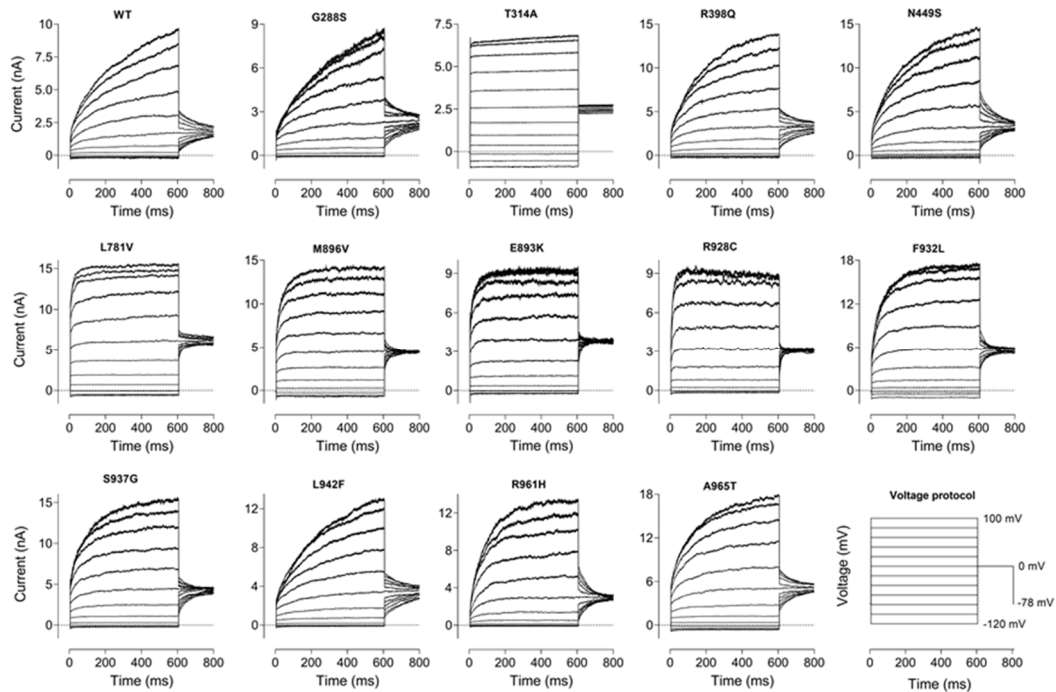 WT
G288S
T314A
R398Q
N449S
Current (nA)
10
7.5
5.0
2.5
0
9
6
3
0
7.5
5.0
2.5
0
15
10
5
0
15
10
5
0
0 200 400 600 800
0 200 400 600 800
0 200 400 600 800
0 200 400 600 800
0 200 400 600 800
Time (ms)
Time (ms)
Time (ms)
Time (ms)
Time (ms)
L781V
M896V
E893K
R928C
F932L
Current (nA)
15
10
5
0
15
10
5
0
9
6
3
0
9
6
3
0
18
12
6
0
0 200 400 600 800
0 200 400 600 800
0 200 400 600 800
0 200 400 600 800
0 200 400 600 800
Time (ms)
Time (ms)
Time (ms)
Time (ms)
Time (ms)
S937G
L942F
R961H
A965T
Voltage protocol
Current (nA)
15
10
5
0
12
8
4
0
12
8
4
0
18
12
6
0
Voltage (mV)
100 mV
0 mV
-78 mV
-120 mV
0 200 400 600 800
0 200 400 600 800
0 200 400 600 800
0 200 400 600 800
Time (ms)
Time (ms)
Time (ms)
Time (ms)
Time (ms)